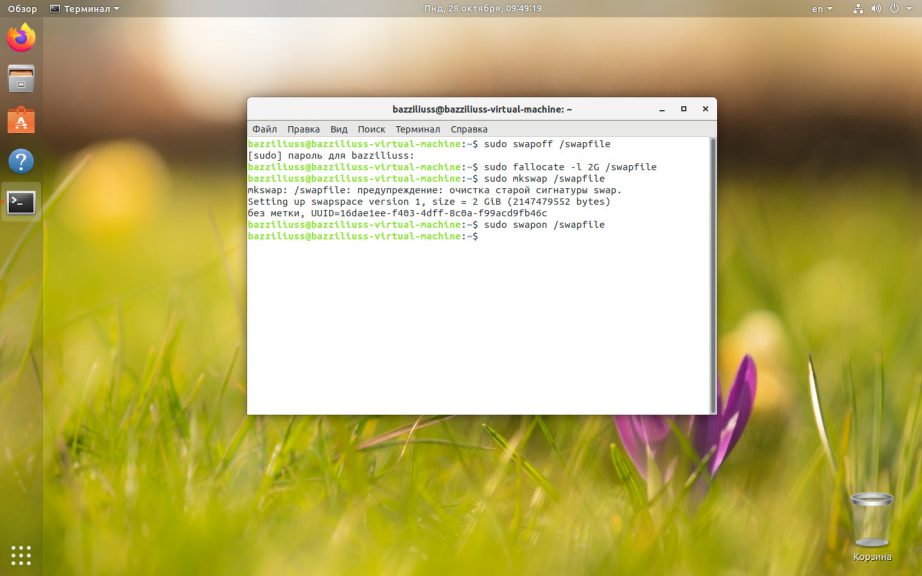 Обзор
Терминал
Пнд, 28 октября, 09:49:19
en
bazziliuss@bazziliuss-virtual-machine: ~
Файл Правка Вид Поиск Терминал Справка
bazziliuss@bazziliuss-virtual-machine:~$ sudo swapoff /swapfile
[sudo] пароль для bazziliuss:
bazziliuss@bazziliuss-virtual-machine:~$ sudo fallocate -l 2G /swapfile
bazziliuss@bazziliuss-virtual-machine:~$ sudo mkswap /swapfile
mkswap: /swapfile: предупреждение: очистка старой сигнатуры swap.
Setting up swapspace version 1, size = 2 GiB (2147479552 bytes)
без метки, UUID=16dae1ee-f403-4dff-8c0a-f99acd9fb46c
bazziliuss@bazziliuss-virtual-machine:~$ sudo swapon /swapfile
bazziliuss@bazziliuss-virtual-machine:~$
Корзина